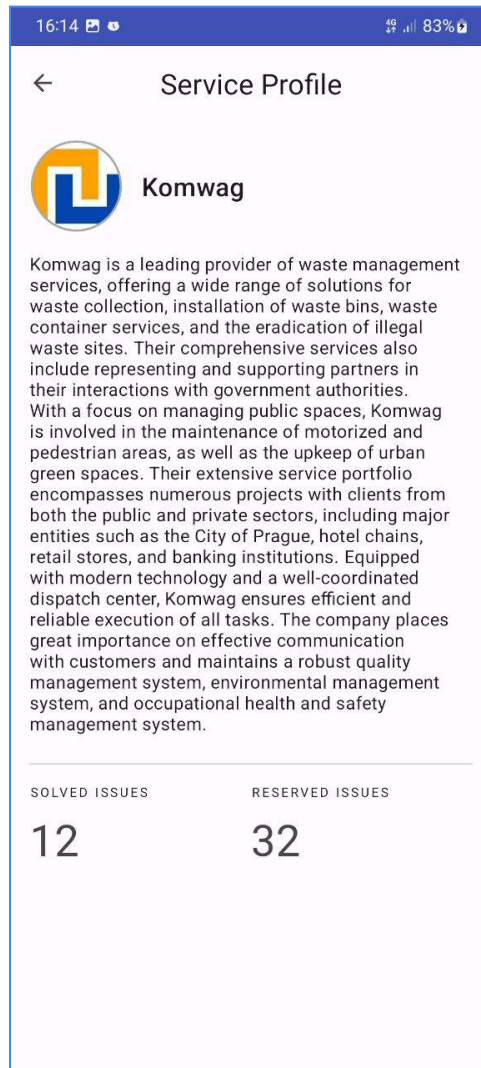 16:14 4G 83%
Service Profile
Komwag
Komwag is a leading provider of waste management
services, offering a wide range of solutions for
waste collection, installation of waste bins, waste
container services, and the eradication of illegal
waste sites. Their comprehensive services also
include representing and supporting partners in
their interactions with government authorities.
With a focus on managing public spaces, Komwag
is involved in the maintenance of motorized and
pedestrian areas, as well as the upkeep of urban
green spaces. Their extensive service portfolio
encompasses numerous projects with clients from
both the public and private sectors, including major
entities such as the City of Prague, hotel chains,
retail stores, and banking institutions. Equipped
with modern technology and a well-coordinated
dispatch center, Komwag ensures efficient and
reliable execution of all tasks. The company places
great importance on effective communication
with customers and maintains a robust quality
management system, environmental management
system, and occupational health and safety
management system.
SOLVED ISSUES RESERVED ISSUES
12 32